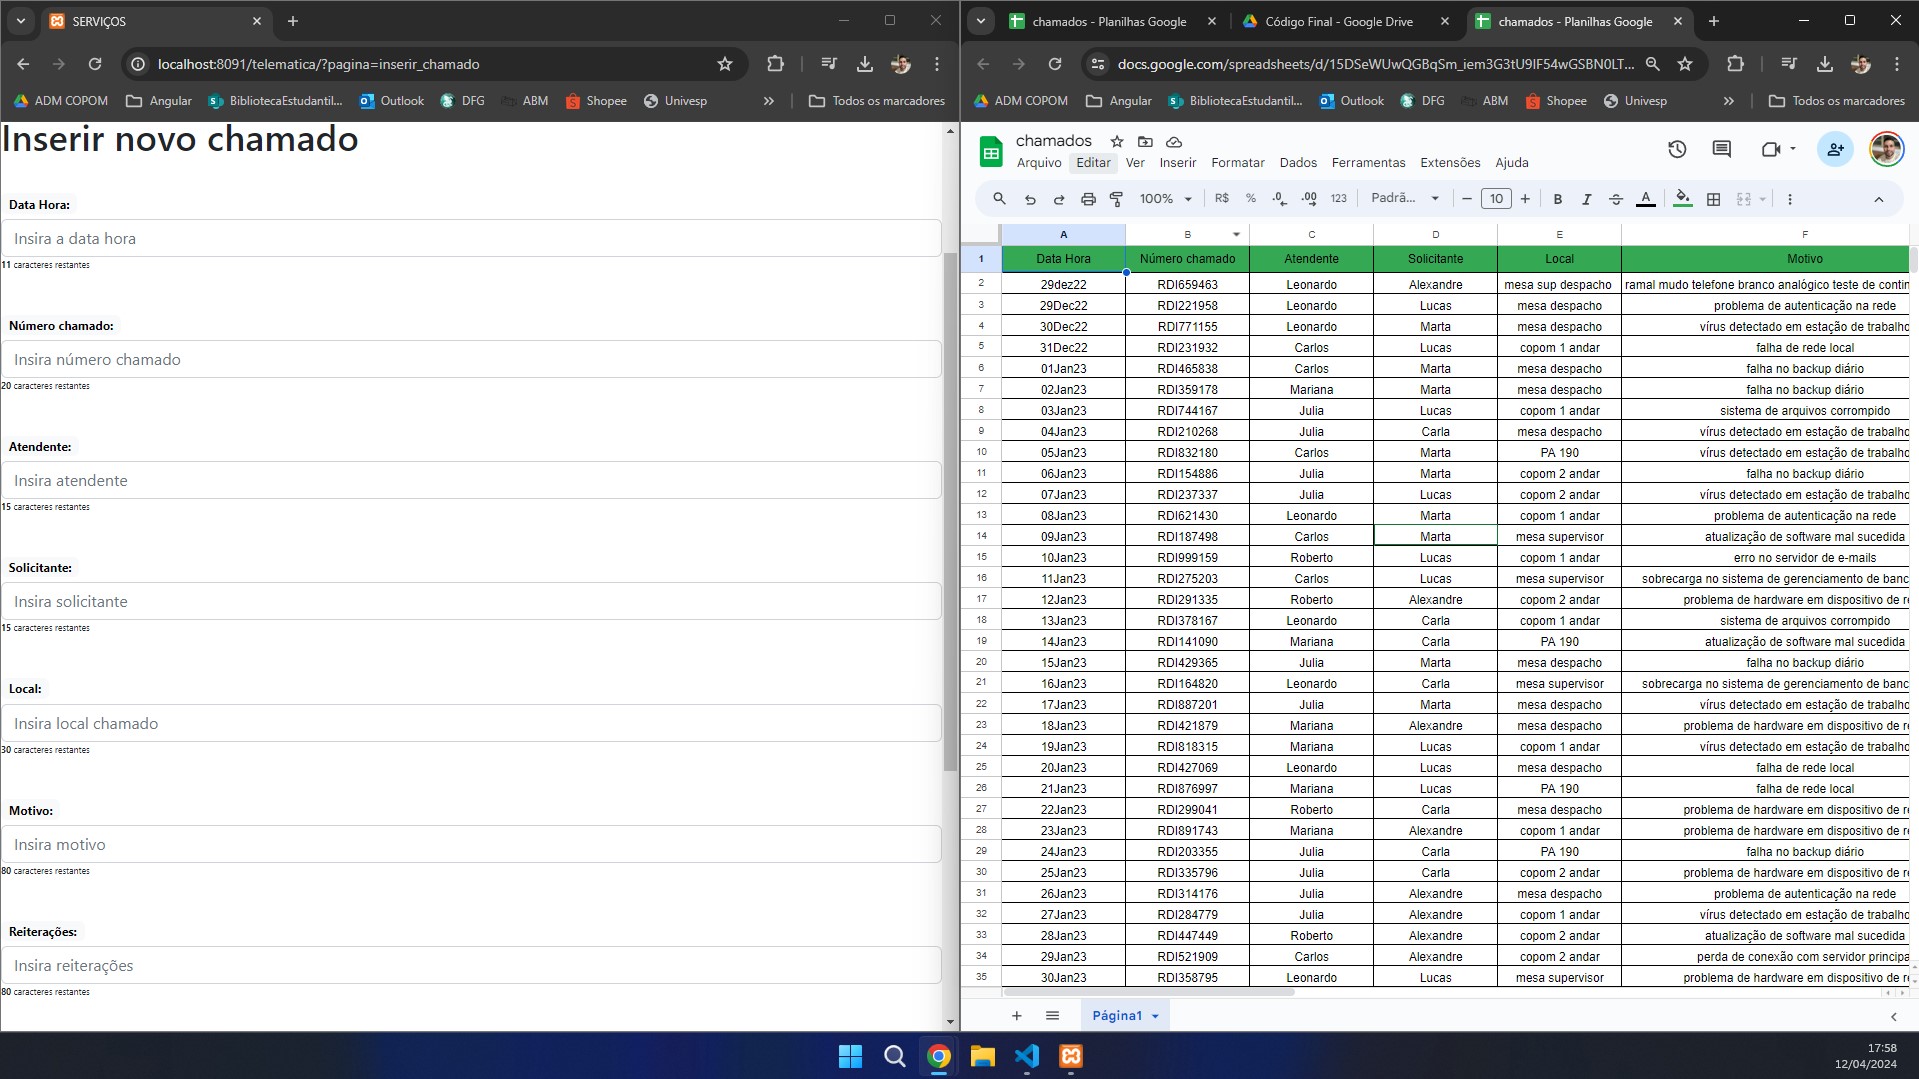 SERVIÇOS
localhost:8091/telematica/?pagina=inserir_chamado
ADM COPOM Angular BibliotecaEstudantil... Outlook DFG ABM Shopee Univesp » Todos os marcadores
Inserir novo chamado
Data Hora:
Insira a data hora
11 caracteres restantes
Número chamado:
Insira número chamado
20 caracteres restantes
Atendente:
Insira atendente
15 caracteres restantes
Solicitante:
Insira solicitante
15 caracteres restantes
Local:
Insira local chamado
30 caracteres restantes
Motivo:
Insira motivo
80 caracteres restantes
Reiterações:
Insira reiterações
80 caracteres restantes
chamados - Planilhas Google Código Final - Google Drive chamados - Planilhas Google
docs.google.com/spreadsheets/d/15DSeWUwQGBqSm_iem3G3tU9IF54wGSBN0LT...
ADM COPOM Angular BibliotecaEstudantil... Outlook DFG ABM Shopee Univesp » Todos os marcadores
chamados
Arquivo Editar Ver Inserir Formatar Dados Ferramentas Extensões Ajuda
100% R$ % .0 .00 123 Padrã... − 10 + B I S A
A B C D E F
1 Data Hora Número chamado Atendente Solicitante Local Motivo
2 29dez22 RDI659463 Leonardo Alexandre mesa sup despacho ramal mudo telefone branco analógico teste de contin
3 29Dec22 RDI221958 Leonardo Lucas mesa despacho problema de autenticação na rede
4 30Dec22 RDI771155 Leonardo Marta mesa despacho vírus detectado em estação de trabalho
5 31Dec22 RDI231932 Carlos Lucas copom 1 andar falha de rede local
6 01Jan23 RDI465838 Carlos Marta mesa despacho falha no backup diário
7 02Jan23 RDI359178 Mariana Marta mesa despacho falha no backup diário
8 03Jan23 RDI744167 Julia Lucas copom 1 andar sistema de arquivos corrompido
9 04Jan23 RDI210268 Julia Carla mesa despacho vírus detectado em estação de trabalho
10 05Jan23 RDI832180 Carlos Marta PA 190 vírus detectado em estação de trabalho
11 06Jan23 RDI154886 Julia Marta copom 2 andar falha no backup diário
12 07Jan23 RDI237337 Julia Lucas copom 2 andar vírus detectado em estação de trabalho
13 08Jan23 RDI621430 Leonardo Marta copom 1 andar problema de autenticação na rede
14 09Jan23 RDI187498 Carlos Marta mesa supervisor atualização de software mal sucedida
15 10Jan23 RDI999159 Roberto Lucas copom 1 andar erro no servidor de e-mails
16 11Jan23 RDI275203 Carlos Lucas mesa supervisor sobrecarga no sistema de gerenciamento de banc
17 12Jan23 RDI291335 Roberto Alexandre copom 2 andar problema de hardware em dispositivo de r
18 13Jan23 RDI378167 Leonardo Carla copom 1 andar sistema de arquivos corrompido
19 14Jan23 RDI141090 Mariana Carla PA 190 atualização de software mal sucedida
20 15Jan23 RDI429365 Julia Marta mesa despacho falha no backup diário
21 16Jan23 RDI164820 Leonardo Carla mesa supervisor sobrecarga no sistema de gerenciamento de banc
22 17Jan23 RDI887201 Julia Marta mesa despacho vírus detectado em estação de trabalho
23 18Jan23 RDI421879 Mariana Alexandre mesa despacho problema de hardware em dispositivo de r
24 19Jan23 RDI818315 Mariana Lucas copom 1 andar vírus detectado em estação de trabalho
25 20Jan23 RDI427069 Leonardo Lucas mesa despacho falha de rede local
26 21Jan23 RDI876997 Mariana Lucas PA 190 falha de rede local
27 22Jan23 RDI299041 Roberto Carla mesa despacho problema de hardware em dispositivo de r
28 23Jan23 RDI891743 Mariana Alexandre copom 1 andar problema de hardware em dispositivo de r
29 24Jan23 RDI203355 Julia Carla PA 190 falha no backup diário
30 25Jan23 RDI335796 Julia Carla copom 2 andar problema de hardware em dispositivo de r
31 26Jan23 RDI314176 Julia Alexandre mesa despacho problema de autenticação na rede
32 27Jan23 RDI284779 Julia Alexandre copom 1 andar vírus detectado em estação de trabalho
33 28Jan23 RDI447449 Roberto Alexandre copom 2 andar atualização de software mal sucedida
34 29Jan23 RDI521909 Carlos Alexandre copom 2 andar perda de conexão com servidor principa
35 30Jan23 RDI358795 Leonardo Lucas mesa supervisor problema de hardware em dispositivo de r
Página1
17:58
12/04/2024